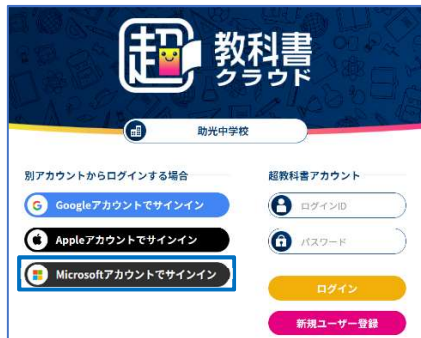 超 教科書
クラウド
助光中学校
別アカウントからログインする場合
G Googleアカウントでサインイン
Appleアカウントでサインイン
Microsoftアカウントでサインイン
超教科書アカウント
ログインID
パスワード
ログイン
新規ユーザー登録